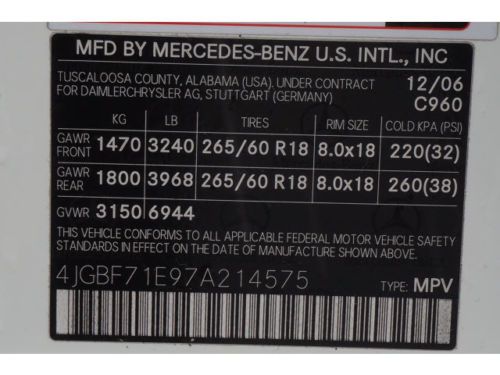 MFD BY MERCEDES-BENZ U.S. INTL., INC
TUSCALOOSA COUNTY, ALABAMA (USA). UNDER CONTRACT 12/06
FOR DAIMLERCHRYSLER AG, STUTTGART (GERMANY) C960
KG LB TIRES RIM SIZE COLD KPA (PSI)
GAWR FRONT 1470 3240 265/60 R18 8.0x18 220(32)
GAWR REAR 1800 3968 265/60 R18 8.0x18 260(38)
GVWR 3150 6944
THIS VEHICLE CONFORMS TO ALL APPLICABLE FEDERAL MOTOR VEHICLE SAFETY
STANDARDS IN EFFECT ON THE DATE OF MANUFACTURE SHOWN ABOVE.
4JGBF71E97A214575 TYPE: MPV